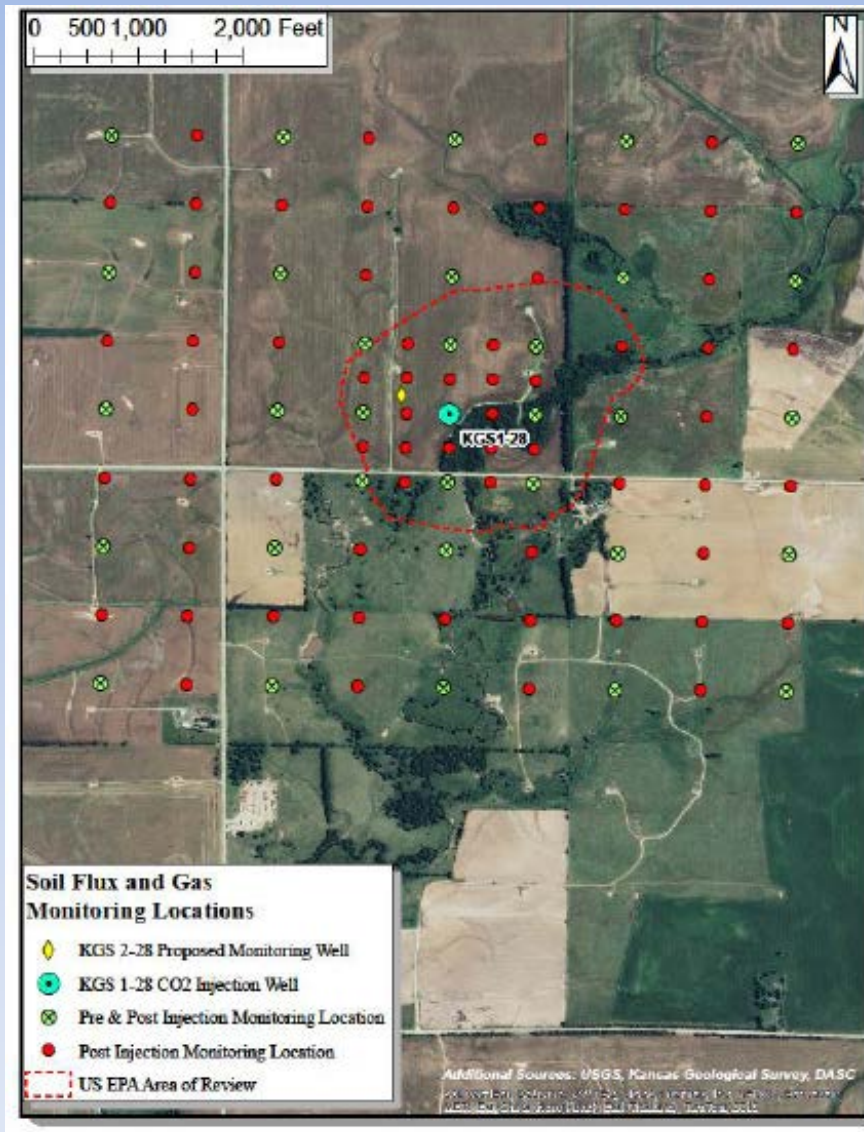 0 500 1,000 2,000 Feet
N
KGS1-28
Soil Flux and Gas
Monitoring Locations
KGS 2-28 Proposed Monitoring Well
KGS 1-28 CO2 Injection Well
Pre & Post Injection Monitoring Location
Post Injection Monitoring Location
US EPA Area of Review
Additional Sources: USGS, Kansas Geological Survey, DASC